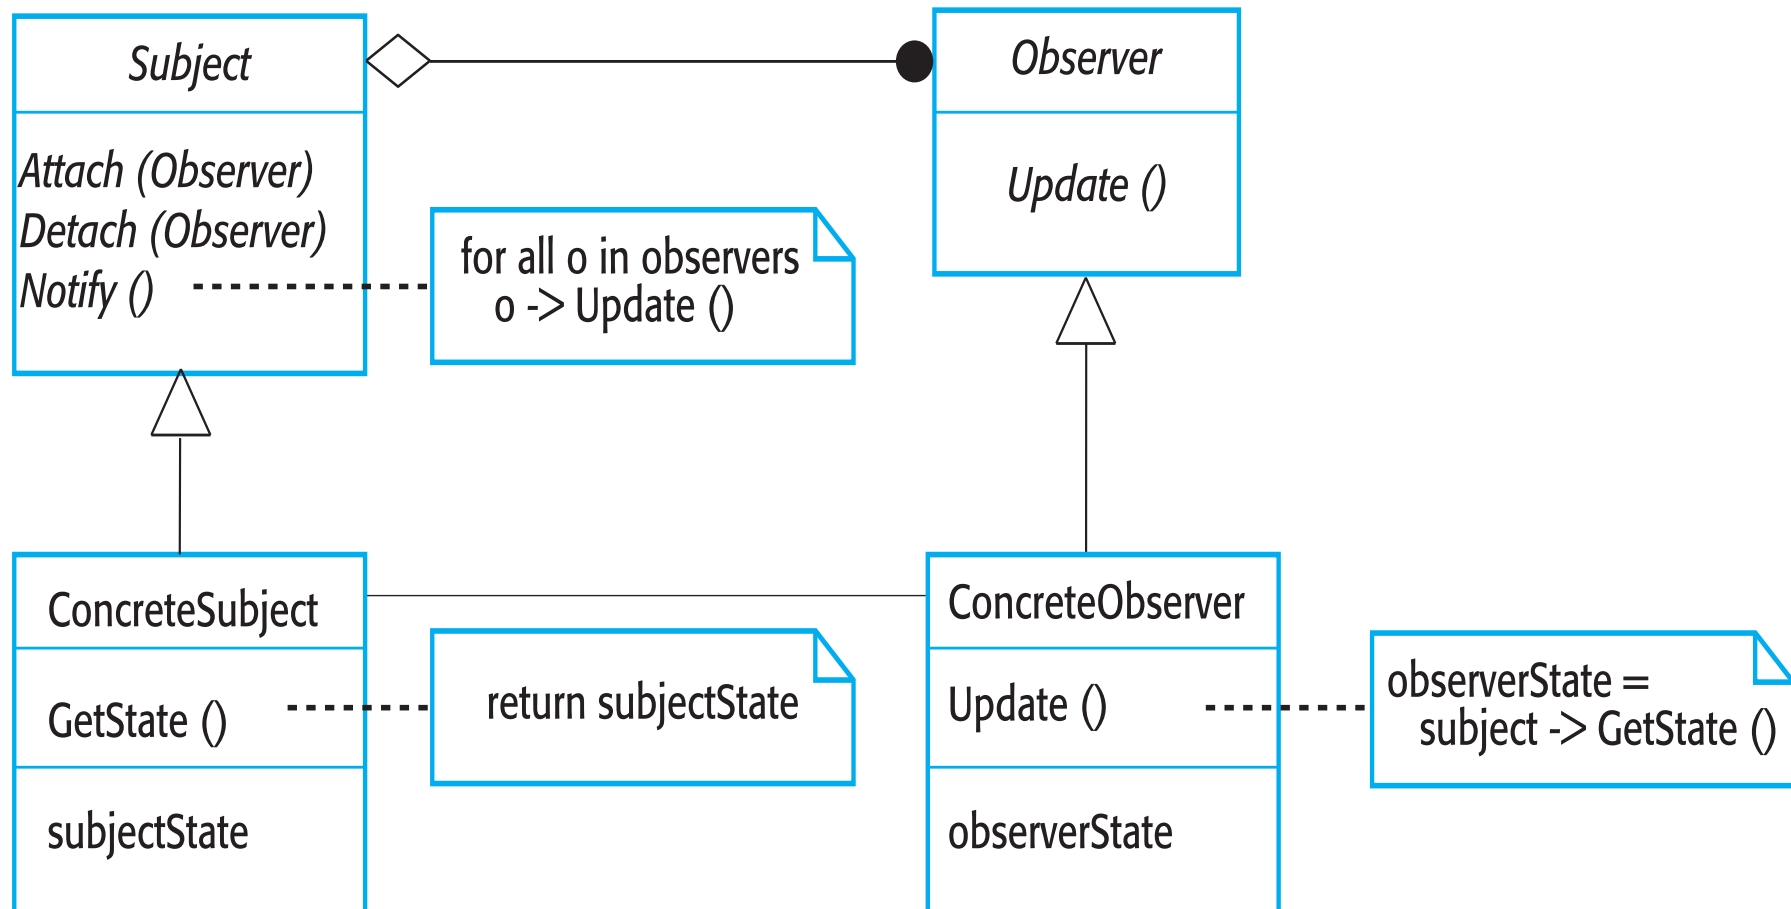 Subject
Attach (Observer)
Detach (Observer)
Notify ()
for all o in observers
o -> Update ()
Observer
Update ()
ConcreteSubject
GetState ()
subjectState
return subjectState
ConcreteObserver
Update ()
observerState
observerState =
subject -> GetState ()